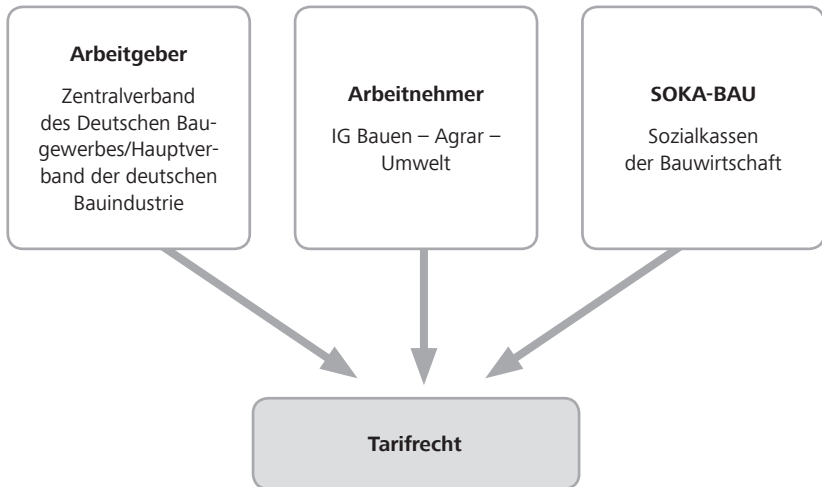 Arbeitgeber
Zentralverband
des Deutschen Bau-
gewerbes/Hauptver-
band der deutschen
Bauindustrie
Arbeitnehmer
IG Bauen – Agrar –
Umwelt
SOKA-BAU
Sozialkassen
der Bauwirtschaft
Tarifrecht